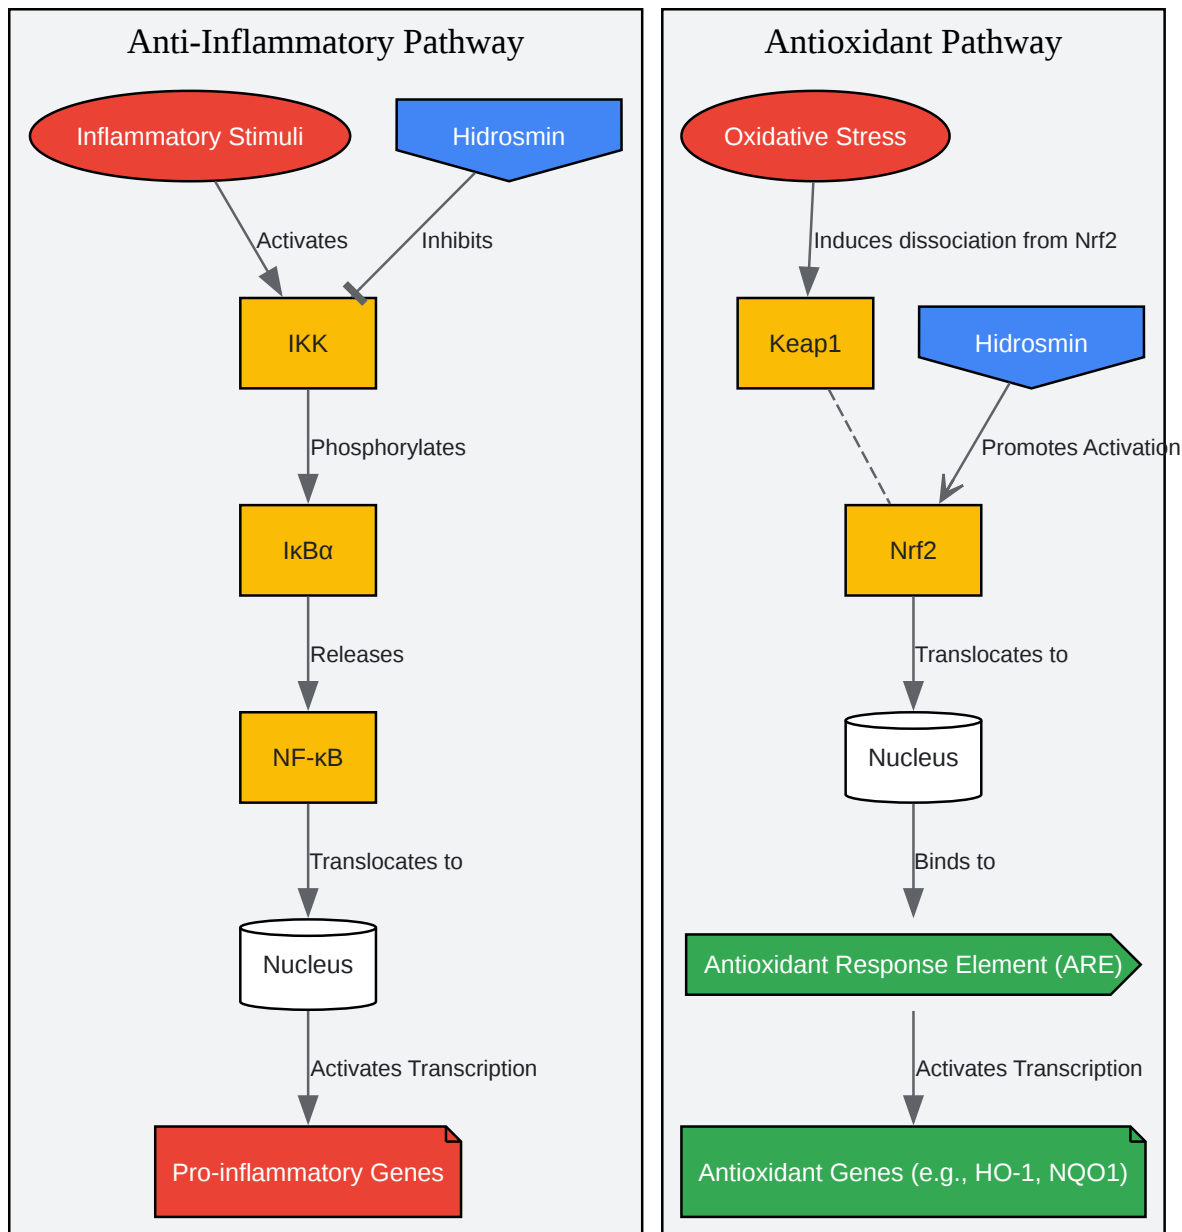 Anti-Inflammatory Pathway
Inflammatory Stimuli
Hidrosmin
Activates
Inhibits
IKK
Phosphorylates
IκBα
Releases
NF-κB
Translocates to
Nucleus
Activates Transcription
Pro-inflammatory Genes
Antioxidant Pathway
Oxidative Stress
Induces dissociation from Nrf2
Keap1
Hidrosmin
Promotes Activation
Nrf2
Translocates to
Nucleus
Binds to
Antioxidant Response Element (ARE)
Activates Transcription
Antioxidant Genes (e.g., HO-1, NQO1)